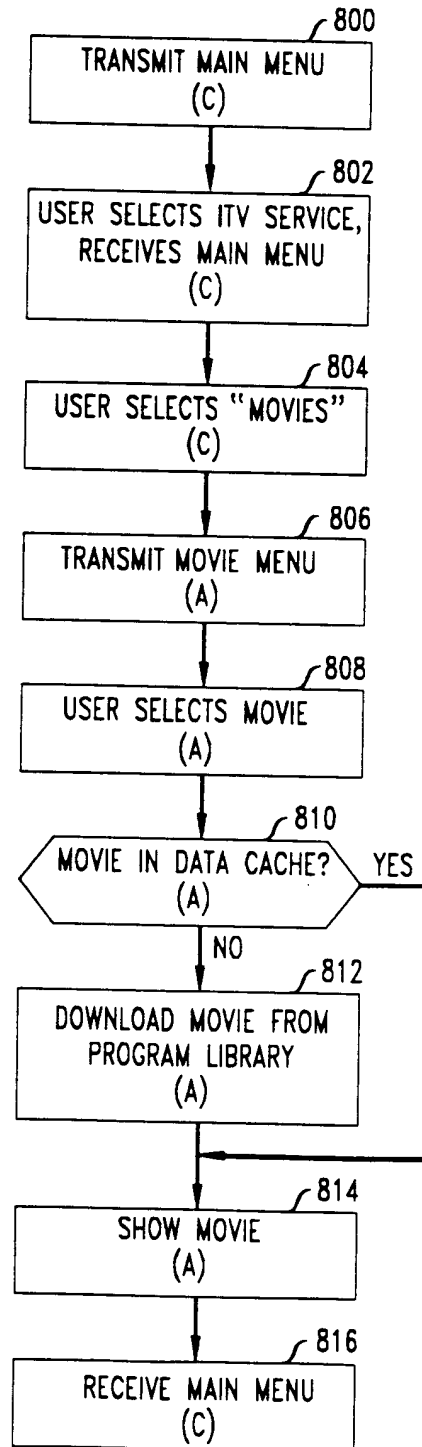 800
TRANSMIT MAIN MENU
(C)
802
USER SELECTS ITV SERVICE,
RECEIVES MAIN MENU
(C)
804
USER SELECTS "MOVIES"
(C)
806
TRANSMIT MOVIE MENU
(A)
808
USER SELECTS MOVIE
(A)
810
MOVIE IN DATA CACHE?
(A)
YES
NO
812
DOWNLOAD MOVIE FROM
PROGRAM LIBRARY
(A)
814
SHOW MOVIE
(A)
816
RECEIVE MAIN MENU
(C)